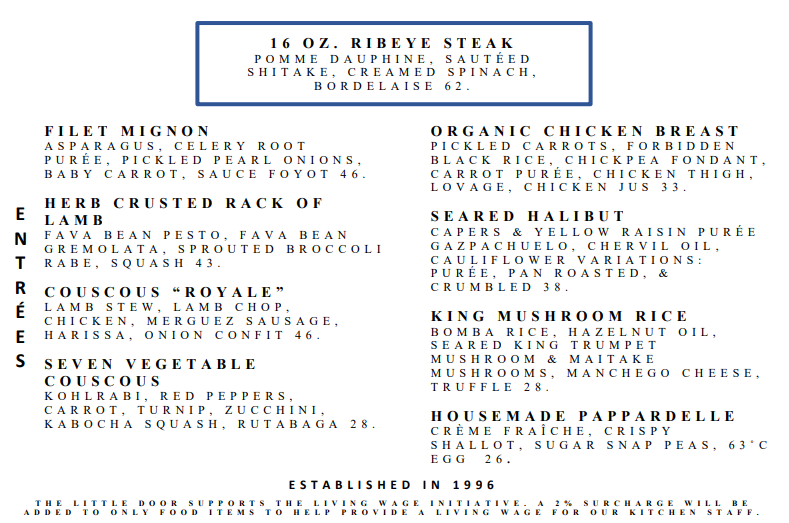 16 OZ. RIBEYE STEAK
POMME DAUPHINE, SAUTÉED
SHITAKE, CREAMED SPINACH,
BORDELAISE 62.
ENTRÉES
FILET MIGNON
ASPARAGUS, CELERY ROOT
PURÉE, PICKLED PEARL ONIONS,
BABY CARROT, SAUCE FOYOT 46.
HERB CRUSTED RACK OF
LAMB
FAVA BEAN PESTO, FAVA BEAN
GREMOLATA, SPROUTED BROCCOLI
RABE, SQUASH 43.
COUSCOUS “ROYALE”
LAMB STEW, LAMB CHOP,
CHICKEN, MERGUEZ SAUSAGE,
HARISSA, ONION CONFIT 46.
SEVEN VEGETABLE
COUSCOUS
KOHLRABI, RED PEPPERS,
CARROT, TURNIP, ZUCCHINI,
KABOCHA SQUASH, RUTABAGA 28.
ORGANIC CHICKEN BREAST
PICKLED CARROTS, FORBIDDEN
BLACK RICE, CHICKPEA FONDANT,
CARROT PURÉE, CHICKEN THIGH,
LOVAGE, CHICKEN JUS 33.
SEARED HALIBUT
CAPERS & YELLOW RAISIN PURÉE
GAZPACHUELO, CHERVIL OIL,
CAULIFLOWER VARIATIONS:
PURÉE, PAN ROASTED, &
CRUMBLED 38.
KING MUSHROOM RICE
BOMBA RICE, HAZELNUT OIL,
SEARED KING TRUMPET
MUSHROOM & MAITAKE
MUSHROOMS, MANCHEGO CHEESE,
TRUFFLE 28.
HOUSEMADE PAPPARDELLE
CRÈME FRAÎCHE, CRISPY
SHALLOT, SUGAR SNAP PEAS, 63°C
EGG 26.
ESTABLISHED IN 1996
THE LITTLE DOOR SUPPORTS THE LIVING WAGE INITIATIVE. A 2% SURCHARGE WILL BE
ADDED TO ONLY FOOD ITEMS TO HELP PROVIDE A LIVING WAGE FOR OUR KITCHEN STAFF.